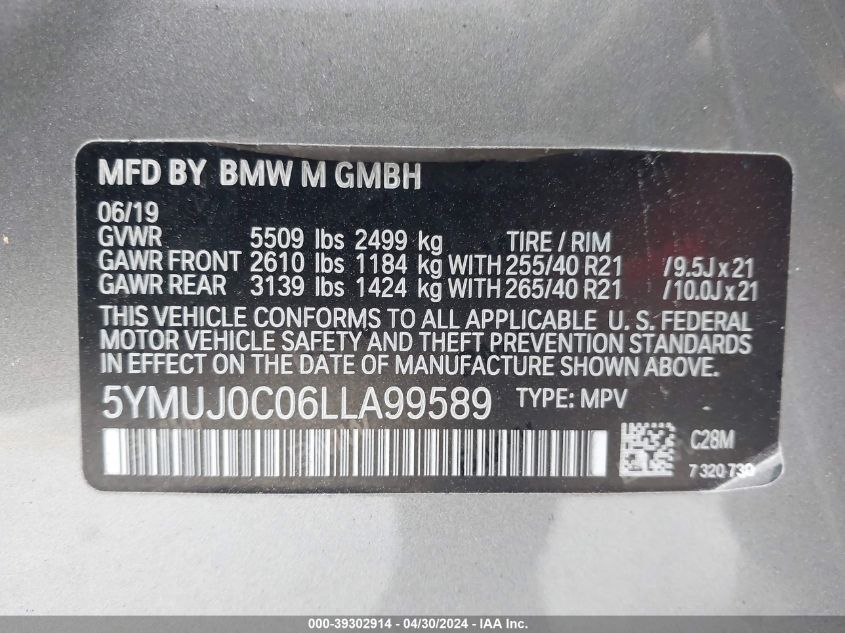 MFD BY BMW M GMBH
06/19
GVWR 5509 lbs 2499 kg TIRE / RIM
GAWR FRONT 2610 lbs 1184 kg WITH 255/40 R21 /9.5J x 21
GAWR REAR 3139 lbs 1424 kg WITH 265/40 R21 /10.0J x 21
THIS VEHICLE CONFORMS TO ALL APPLICABLE U. S. FEDERAL
MOTOR VEHICLE SAFETY AND THEFT PREVENTION STANDARDS
IN EFFECT ON THE DATE OF MANUFACTURE SHOWN ABOVE.
5YMUJ0C06LLA99589 TYPE: MPV
C28M
7 320 739
000-39302914 - 04/30/2024 - IAA Inc.